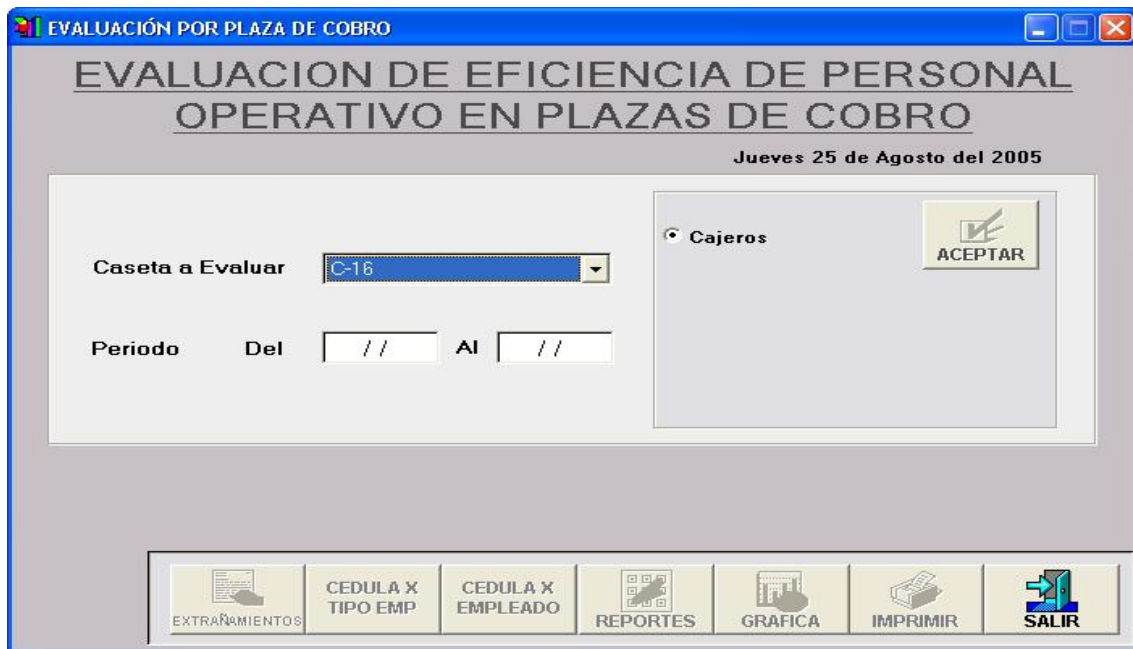 EVALUACIÓN POR PLAZA DE COBRO
EVALUACION DE EFICIENCIA DE PERSONAL
OPERATIVO EN PLAZAS DE COBRO
Jueves 25 de Agosto del 2005
Cajeros
ACEPTAR
Caseta a Evaluar C-16
Periodo Del / / Al / /
EXTRAÑAMIENTOS
CEDULA X
TIPO EMP
CEDULA X
EMPLEADO
REPORTES
GRAFICA
IMPRIMIR
SALIR